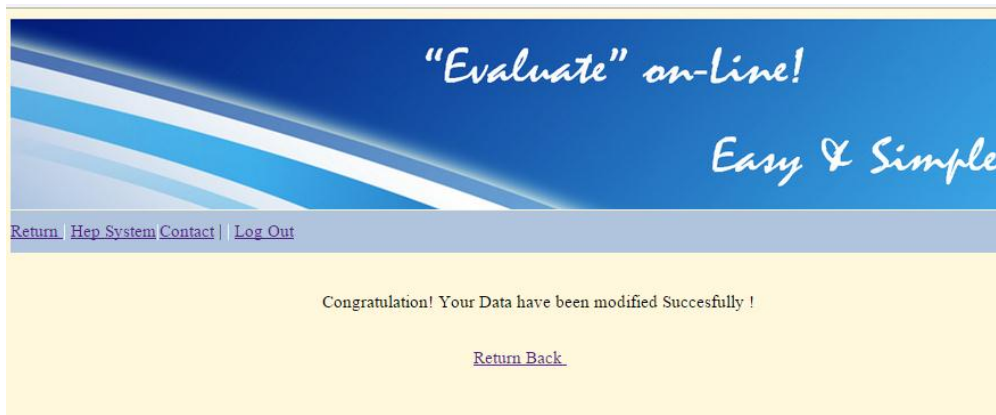 “Evaluate” on-Line!
Easy & Simple
Return | Hep System|Contact | | Log Out
Congratulation! Your Data have been modified Succesfully !
Return Back